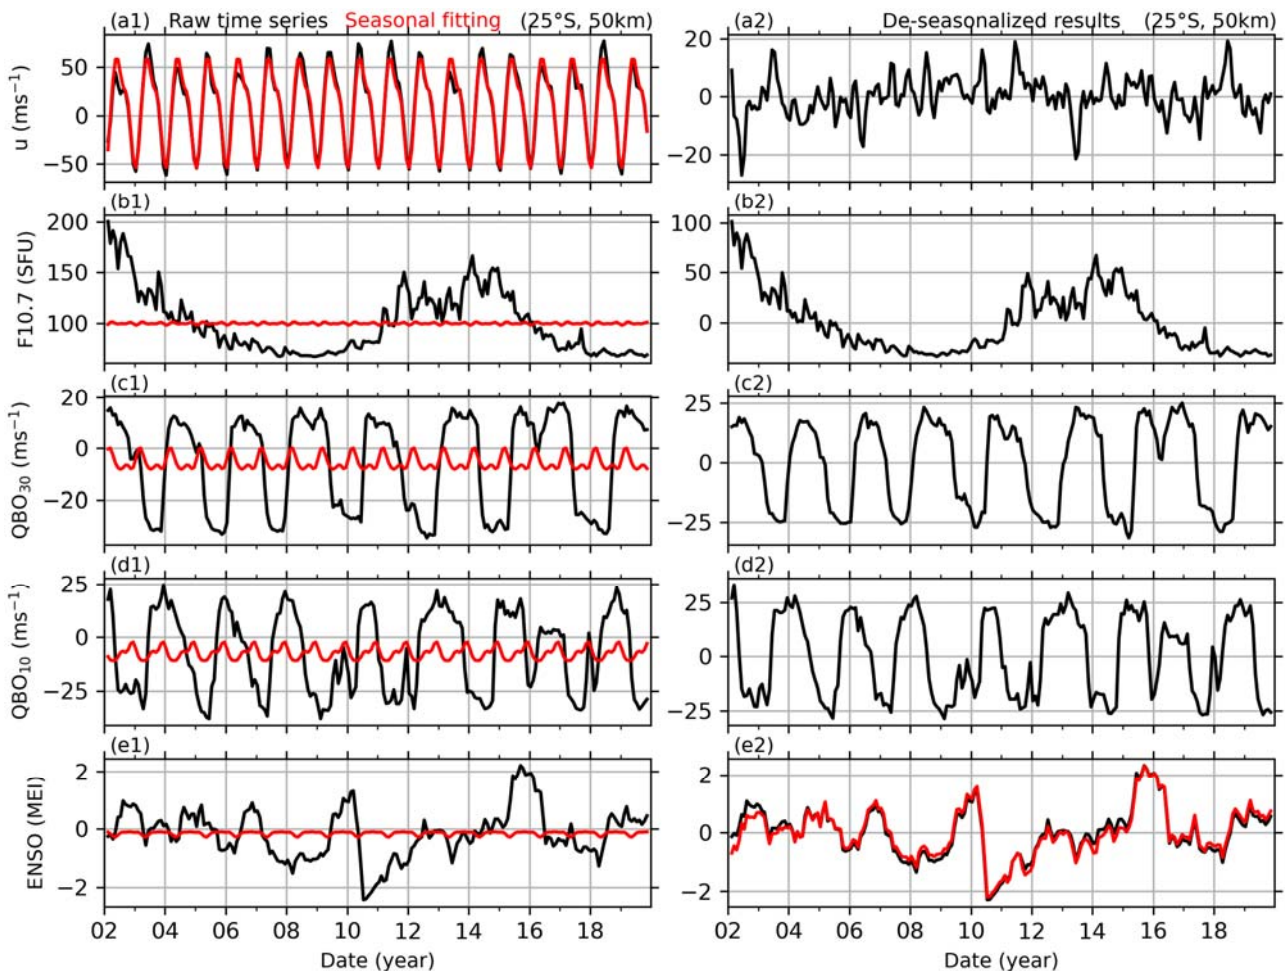 (a1) Raw time series Seasonal fitting (25°S, 50km)
u (ms⁻¹)
50
0
−50
(b1)
F10.7 (SFU)
200
150
100
(c1)
QBO₃₀ (ms⁻¹)
20
0
−20
(d1)
QBO₁₀ (ms⁻¹)
25
0
−25
(e1)
ENSO (MEI)
2
0
−2
02 04 06 08 10 12 14 16 18
Date (year)
(a2) De-seasonalized results (25°S, 50km)
20
0
−20
(b2)
100
50
0
(c2)
25
0
−25
(d2)
25
0
−25
(e2)
2
0
−2
02 04 06 08 10 12 14 16 18
Date (year)